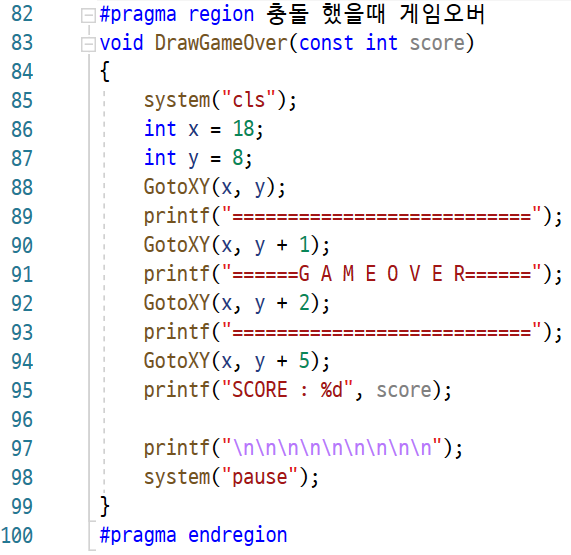 82 #pragma region 충돌 했을때 게임오버
83 void DrawGameOver(const int score)
84 {
85 system("cls");
86 int x = 18;
87 int y = 8;
88 GotoXY(x, y);
89 printf("===========================");
90 GotoXY(x, y + 1);
91 printf("======G A M E O V E R======");
92 GotoXY(x, y + 2);
93 printf("===========================");
94 GotoXY(x, y + 5);
95 printf("SCORE : %d", score);
96
97 printf("\n\n\n\n\n\n\n\n\n");
98 system("pause");
99 }
100 #pragma endregion